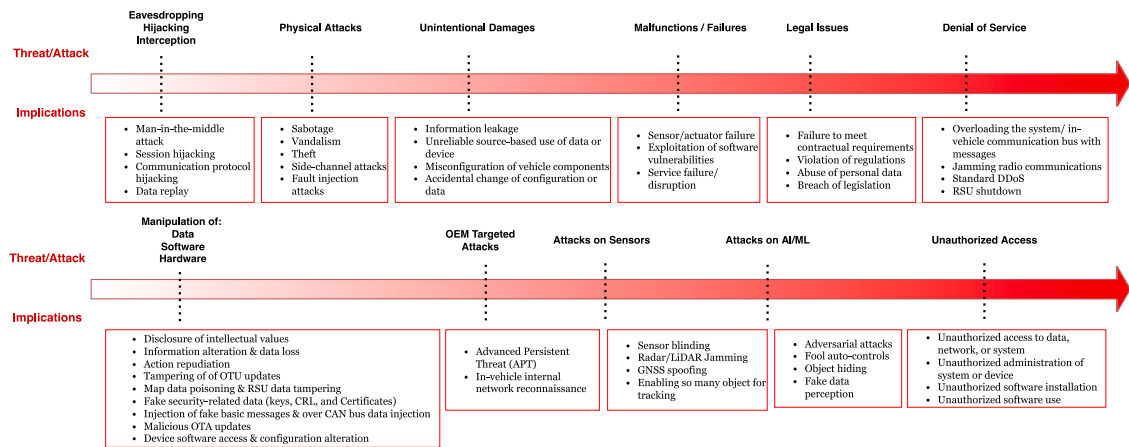 Eavesdropping
Hijacking
Interception
Physical Attacks
Unintentional Damages
Malfunctions / Failures
Legal Issues
Denial of Service
Threat/Attack
Implications
• Man-in-the-middle
attack
• Session hijacking
• Communication protocol
hijacking
• Data replay
• Sabotage
• Vandalism
• Theft
• Side-channel attacks
• Fault injection
attacks
• Information leakage
• Unreliable source-based use of data or
device
• Misconfiguration of vehicle components
• Accidental change of configuration or
data
• Sensor/actuator failure
• Exploitation of software
vulnerabilities
• Service failure/
disruption
• Failure to meet
contractual requirements
• Violation of regulations
• Abuse of personal data
• Breach of legislation
• Overloading the system/ in-
vehicle communication bus with
messages
• Jamming radio communications
• Standard DDoS
• RSU shutdown
Manipulation of:
Data
Software
Hardware
OEM Targeted
Attacks
Attacks on Sensors
Attacks on AI/ML
Unauthorized Access
Threat/Attack
Implications
• Disclosure of intellectual values
• Information alteration & data loss
• Action repudiation
• Tampering of of OTU updates
• Map data poisoning & RSU data tampering
• Fake security-related data (keys, CRL, and Certificates)
• Injection of fake basic messages & over CAN bus data injection
• Malicious OTA updates
• Device software access & configuration alteration
• Advanced Persistent
Threat (APT)
• In-vehicle internal
network reconnaissance
• Sensor blinding
• Radar/LiDAR Jamming
• GNSS spoofing
• Enabling so many object for
tracking
• Adversarial attacks
• Fool auto-controls
• Object hiding
• Fake data
perception
• Unauthorized access to data,
network, or system
• Unauthorized administration of
system or device
• Unauthorized software installation
• Unauthorized software use